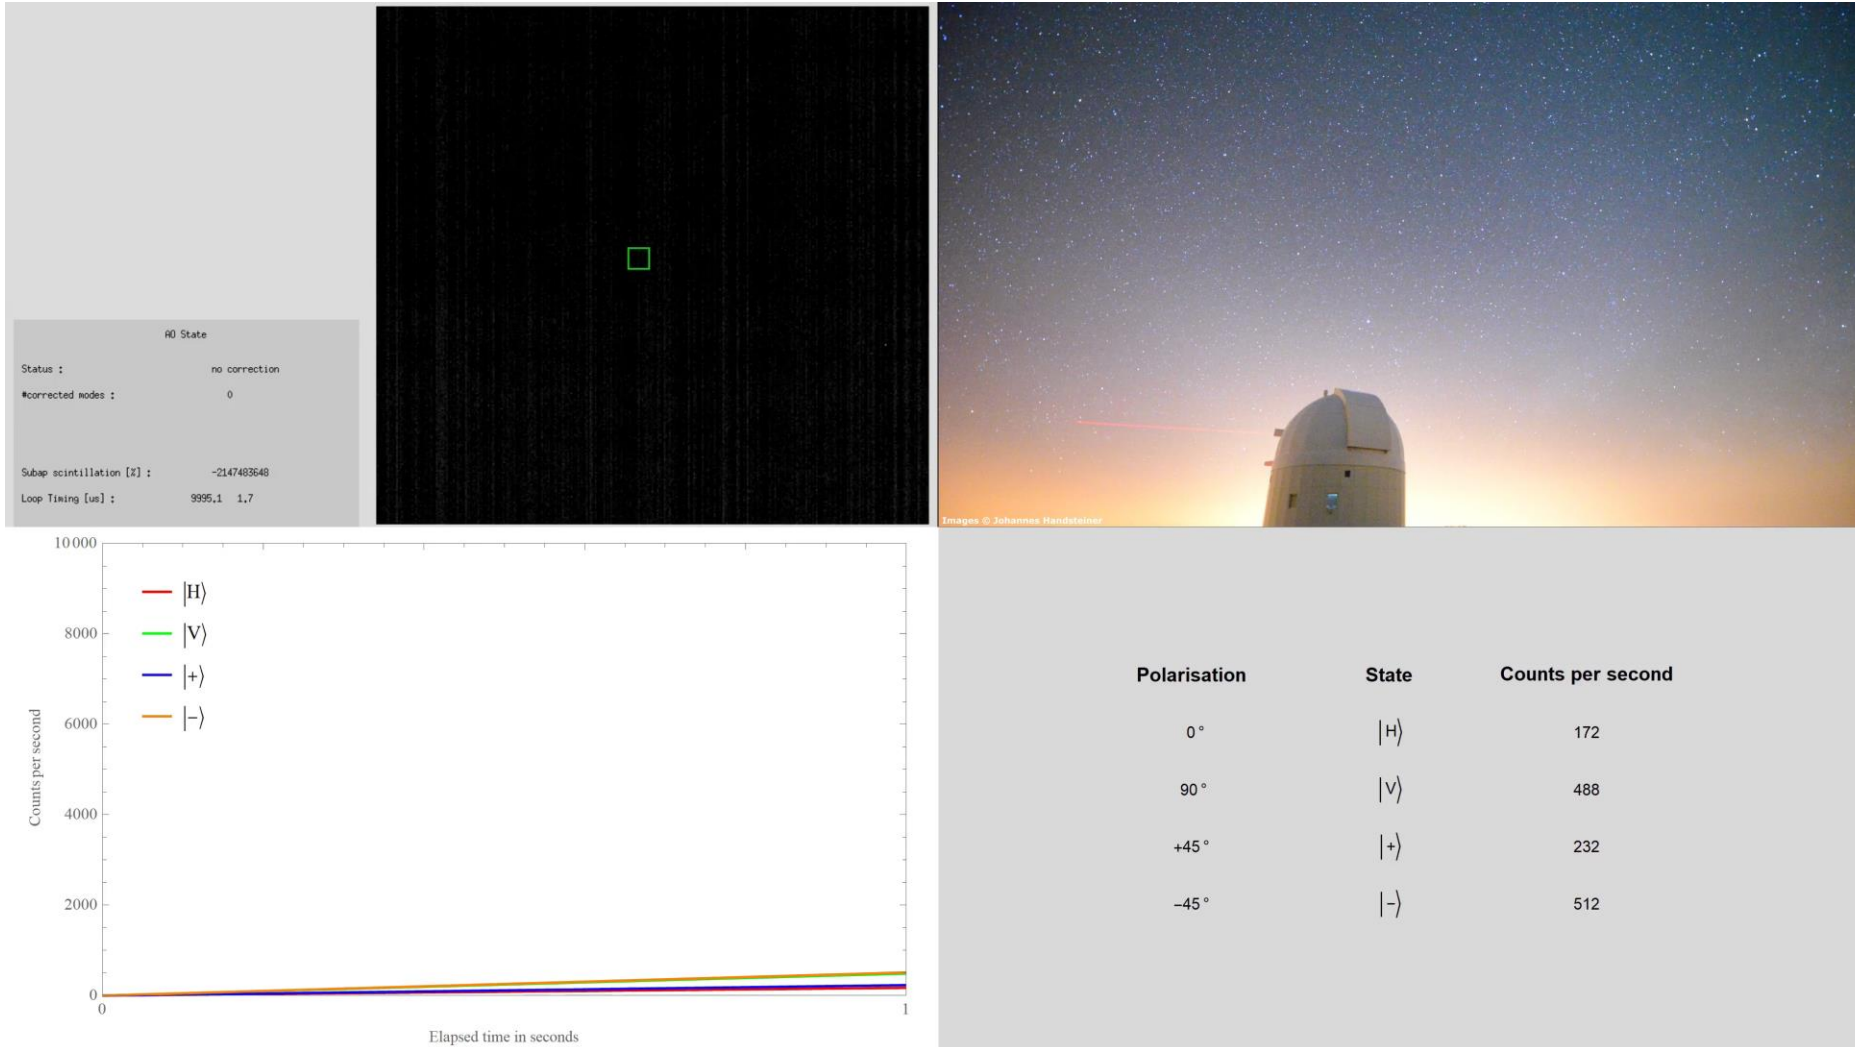 AO State
Status : no correction
#corrected modes : 0
Subap scintillation [%] : -2147483648
Loop Timing [us] : 9995.1 1.7
Images © Johannes Handsteiner
10000
8000
6000
4000
2000
0
|H⟩
|V⟩
|+⟩
|−⟩
Counts per second
0 1
Elapsed time in seconds
Polarisation State Counts per second
0° |H⟩ 172
90° |V⟩ 488
+45° |+⟩ 232
−45° |−⟩ 512